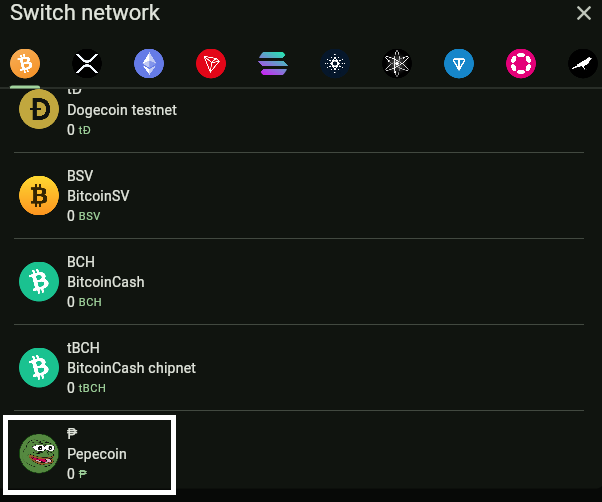 Switch network
tÐ
Dogecoin testnet
0 tÐ
BSV
BitcoinSV
0 BSV
BCH
BitcoinCash
0 BCH
tBCH
BitcoinCash chipnet
0 tBCH
₱
Pepecoin
0 ₱